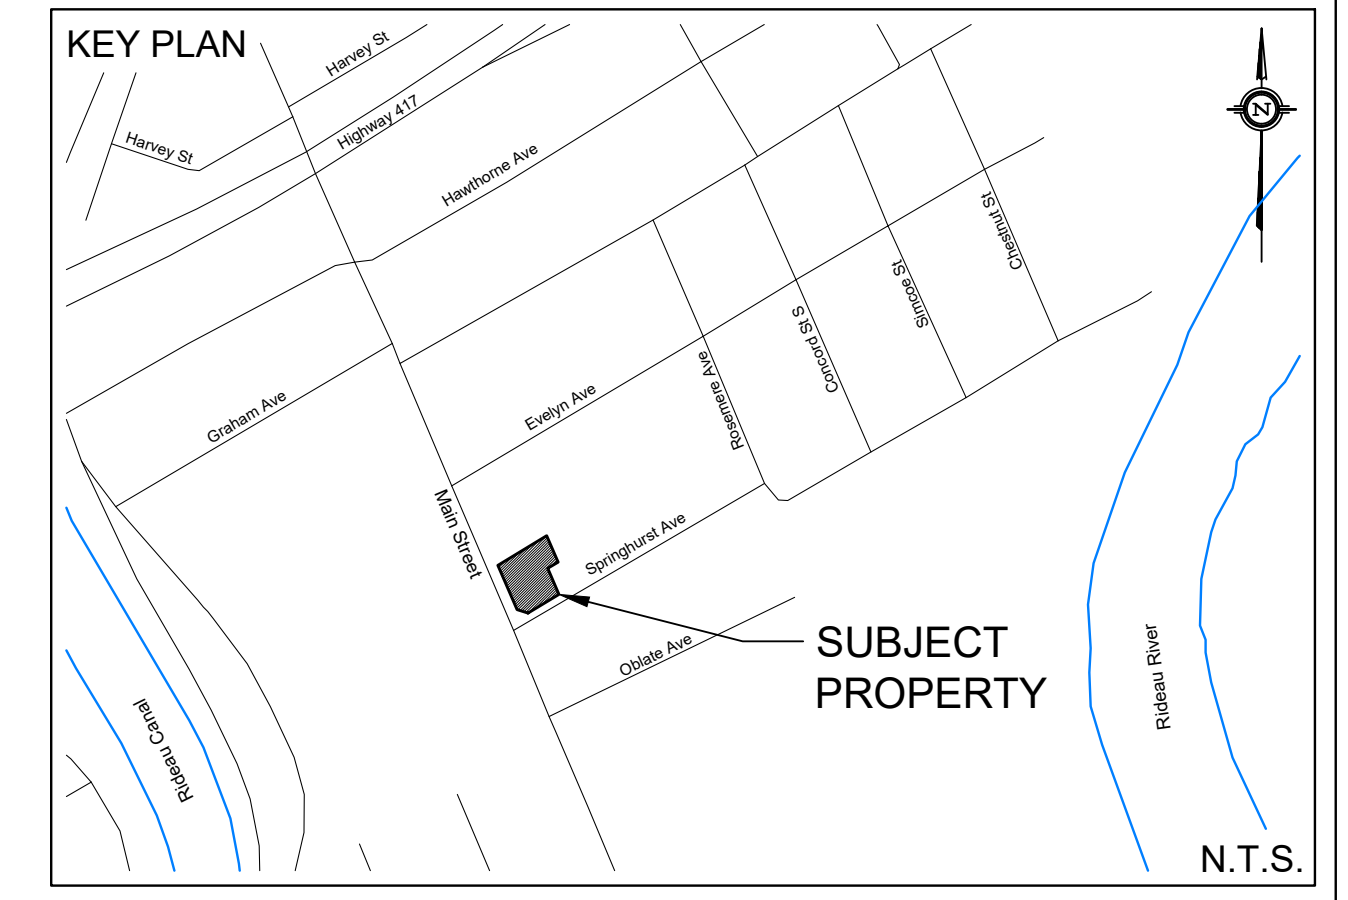 KEY PLAN
Harvey St
Harvey St
Highway 417
Hawthorne Ave
N
Chestnut St
Simcoe St
Concord St S
Rosemere Ave
Evelyn Ave
Graham Ave
Main Street
Springhurst Ave
Oblate Ave
SUBJECT
PROPERTY
Rideau River
Rideau Canal
N.T.S.